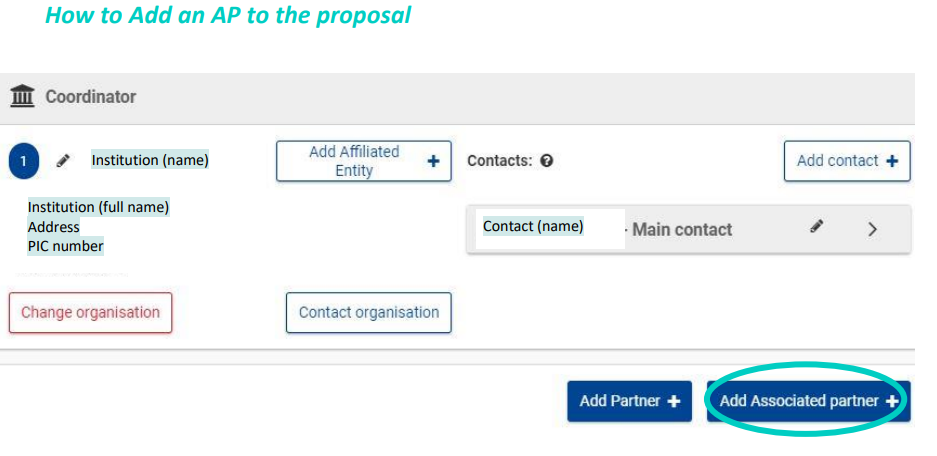 How to Add an AP to the proposal
Coordinator
1 Institution (name) Add Affiliated Entity + Contacts: ? Add contact +
Institution (full name)
Address
PIC number
Contact (name) - Main contact
Change organisation Contact organisation
Add Partner + Add Associated partner +